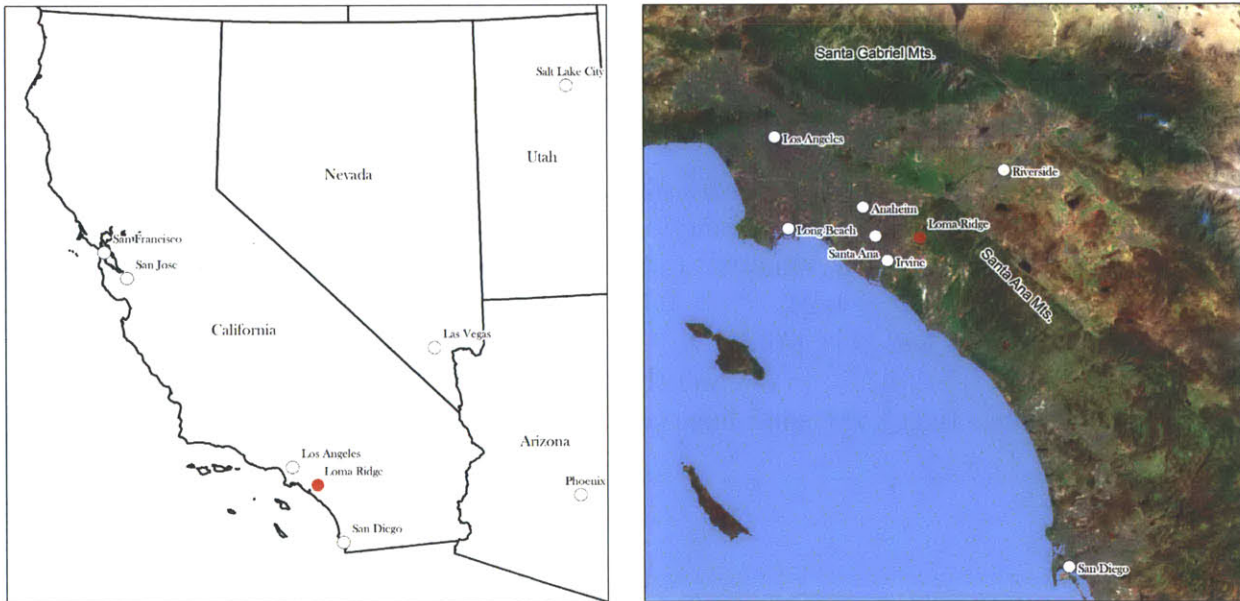 Salt Lake City
Utah
Nevada
San Francisco
San Jose
California
Las Vegas
Arizona
Los Angeles
Loma Ridge
Phoenix
San Diego
Santa Gabriel Mts.
Los Angeles
Riverside
Anaheim
Long Beach
Loma Ridge
Santa Ana
Irvine
Santa Ana Mts.
San Diego